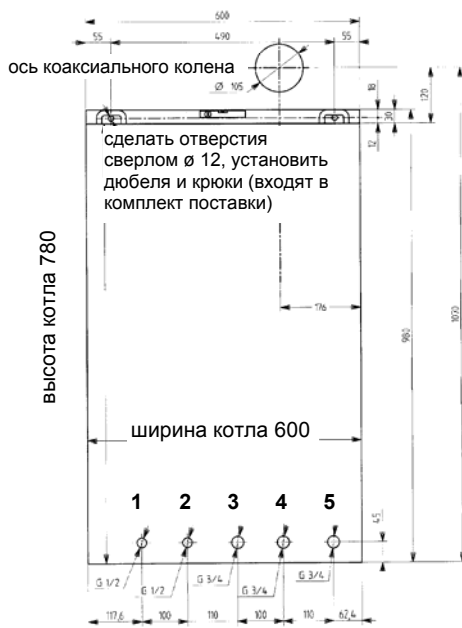 600
55 490 55
ось коаксиального колена
Ø 105
18
30
120
12
сделать отверстия
сверлом ø 12, установить
дюбеля и крюки (входят в
комплект поставки)
высота котла 780
176
980
1070
ширина котла 600
1 2 3 4 5
45
G 1/2 G 1/2 G 3/4 G 3/4 G 3/4
117,6 100 110 100 110 62,4